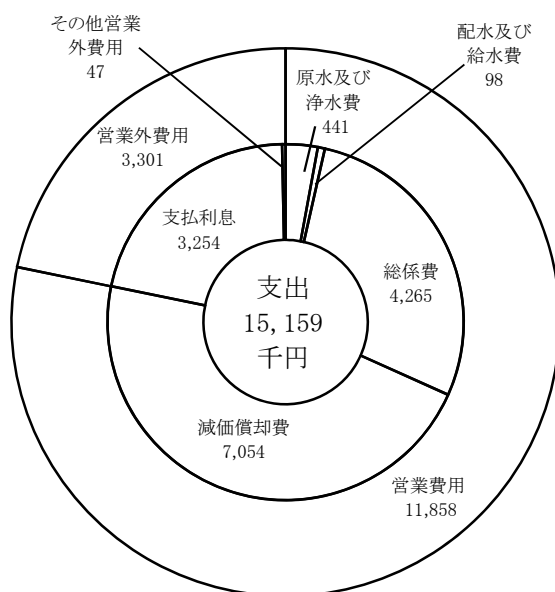 その他営業
外費用
47
配水及び
給水費
98
原水及び
浄水費
441
営業外費用
3,301
支払利息
3,254
総係費
4,265
支出
15,159
千円
減価償却費
7,054
営業費用
11,858